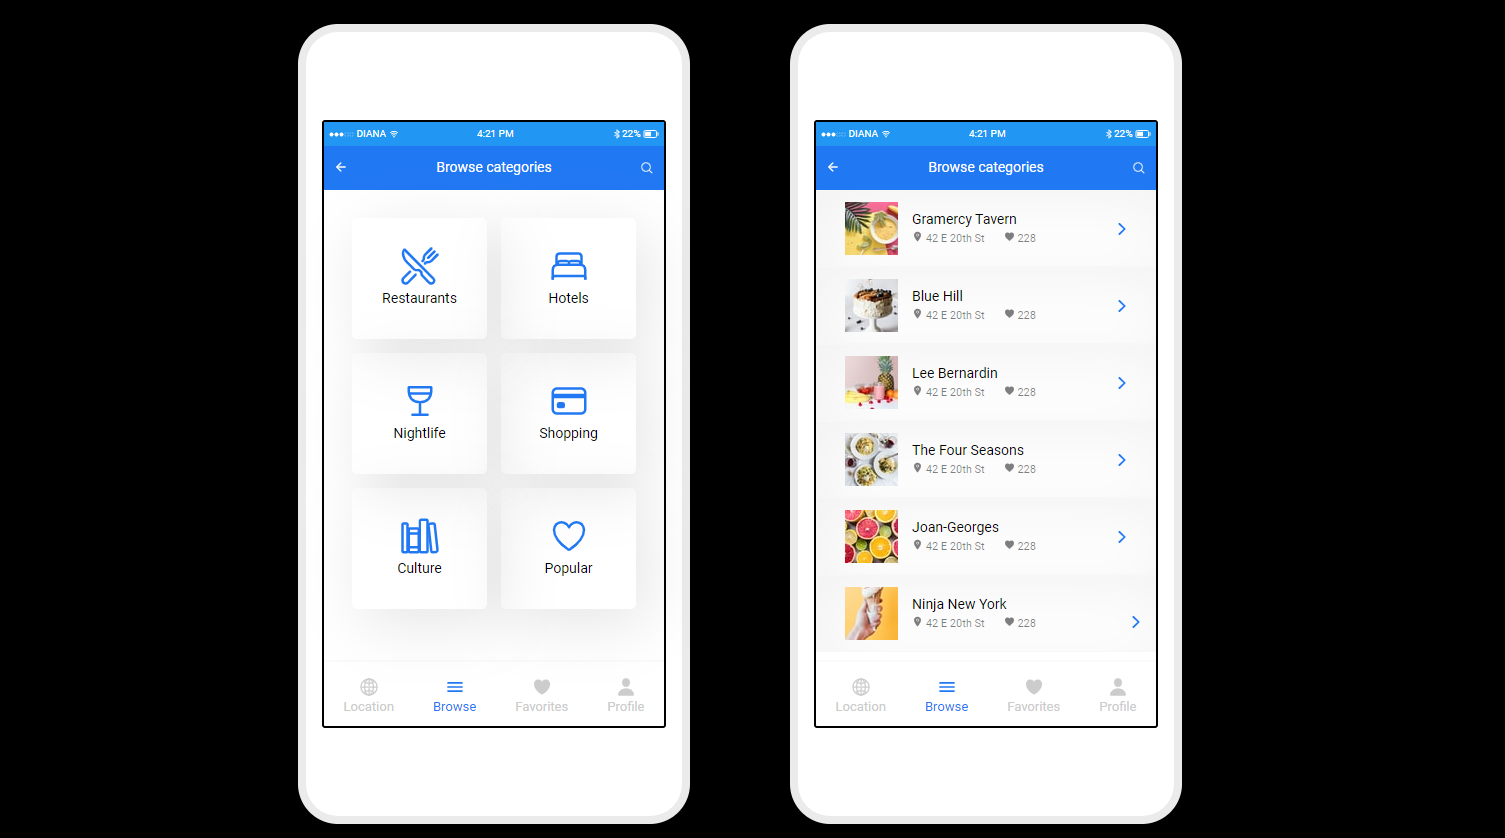 DIANA 4:21 PM 22%
Browse categories
Restaurants Hotels
Nightlife Shopping
Culture Popular
Location Browse Favorites Profile
DIANA 4:21 PM 22%
Browse categories
Gramercy Tavern
42 E 20th St 228
Blue Hill
42 E 20th St 228
Lee Bernardin
42 E 20th St 228
The Four Seasons
42 E 20th St 228
Joan-Georges
42 E 20th St 228
Ninja New York
42 E 20th St 228
Location Browse Favorites Profile